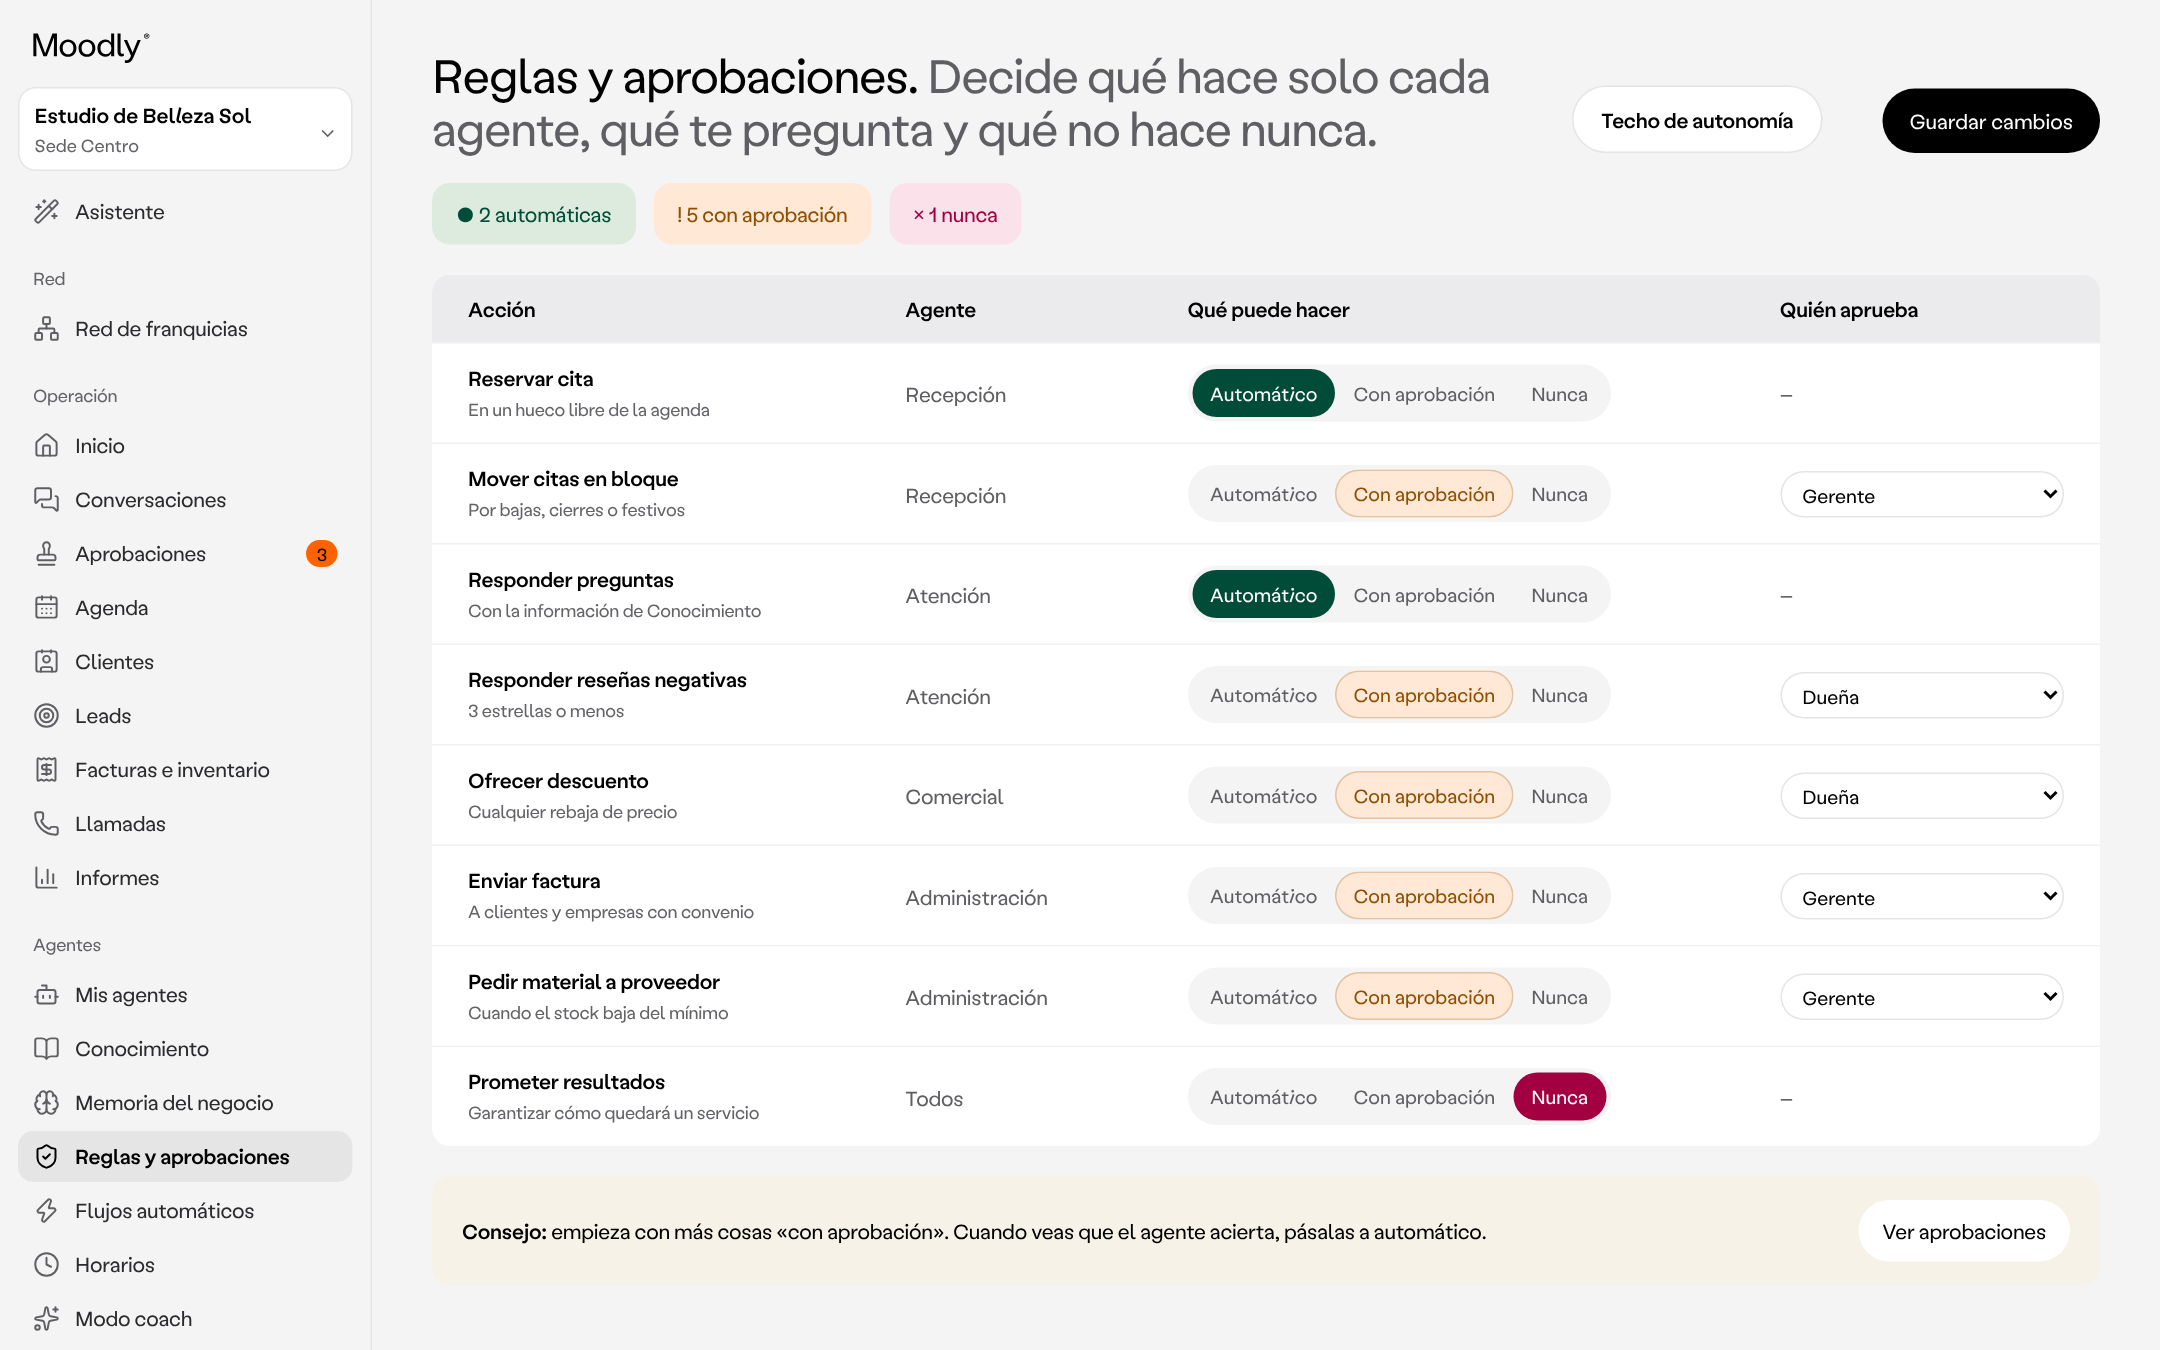 Moodly®
Estudio de Belleza Sol
Sede Centro
Asistente
Red
Red de franquicias
Operación
Inicio
Conversaciones
Aprobaciones 3
Agenda
Clientes
Leads
Facturas e inventario
Llamadas
Informes
Agentes
Mis agentes
Conocimiento
Memoria del negocio
Reglas y aprobaciones
Flujos automáticos
Horarios
Modo coach
Reglas y aprobaciones. Decide qué hace solo cada
agente, qué te pregunta y qué no hace nunca.
Techo de autonomía
Guardar cambios
● 2 automáticas
! 5 con aprobación
× 1 nunca
Acción Agente Qué puede hacer Quién aprueba
Reservar cita
En un hueco libre de la agenda
Recepción
Automático Con aprobación Nunca
–
Mover citas en bloque
Por bajas, cierres o festivos
Recepción
Automático Con aprobación Nunca
Gerente
Responder preguntas
Con la información de Conocimiento
Atención
Automático Con aprobación Nunca
–
Responder reseñas negativas
3 estrellas o menos
Atención
Automático Con aprobación Nunca
Dueña
Ofrecer descuento
Cualquier rebaja de precio
Comercial
Automático Con aprobación Nunca
Dueña
Enviar factura
A clientes y empresas con convenio
Administración
Automático Con aprobación Nunca
Gerente
Pedir material a proveedor
Cuando el stock baja del mínimo
Administración
Automático Con aprobación Nunca
Gerente
Prometer resultados
Garantizar cómo quedará un servicio
Todos
Automático Con aprobación Nunca
–
Consejo: empieza con más cosas «con aprobación». Cuando veas que el agente acierta, pásalas a automático.
Ver aprobaciones